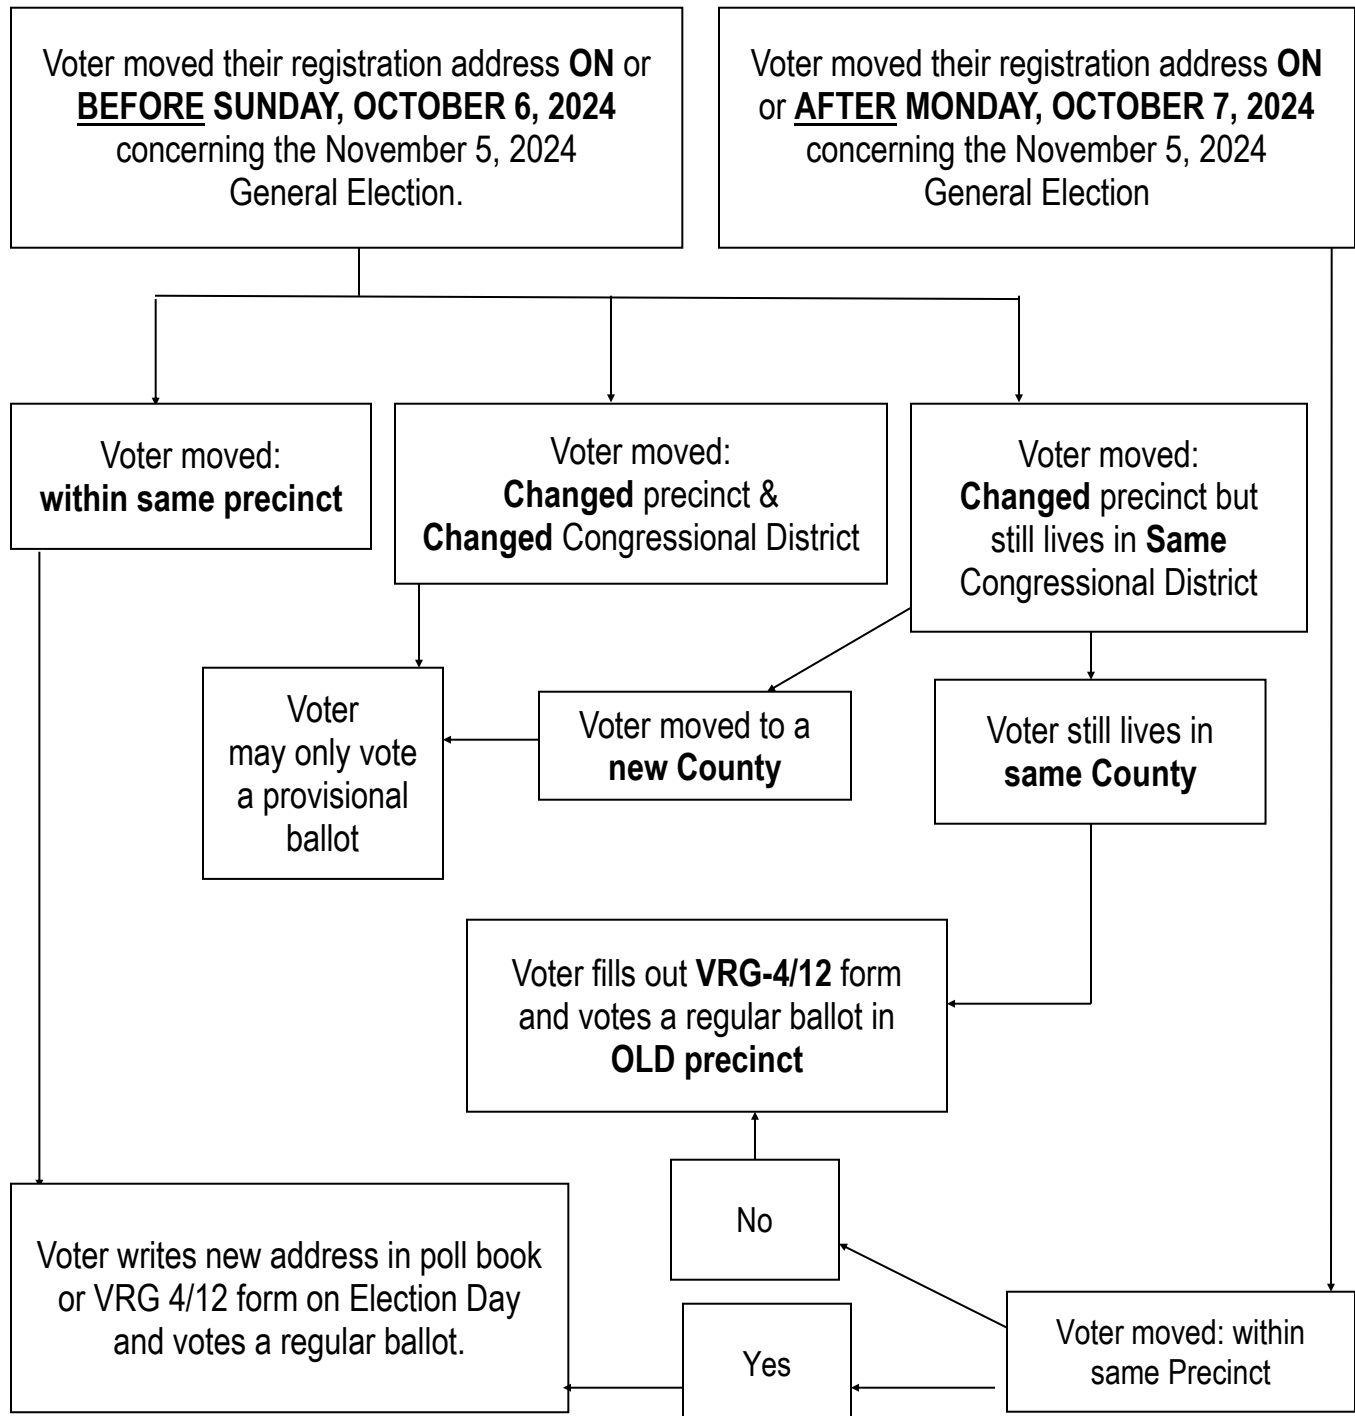 Voter moved their registration address ON or
BEFORE SUNDAY, OCTOBER 6, 2024
concerning the November 5, 2024
General Election.
Voter moved their registration address ON
or AFTER MONDAY, OCTOBER 7, 2024
concerning the November 5, 2024
General Election
Voter moved:
within same precinct
Voter moved:
Changed precinct &
Changed Congressional District
Voter moved:
Changed precinct but
still lives in Same
Congressional District
Voter
may only vote
a provisional
ballot
Voter moved to a
new County
Voter still lives in
same County
Voter fills out VRG-4/12 form
and votes a regular ballot in
OLD precinct
No
Voter writes new address in poll book
or VRG 4/12 form on Election Day
and votes a regular ballot.
Yes
Voter moved: within
same Precinct